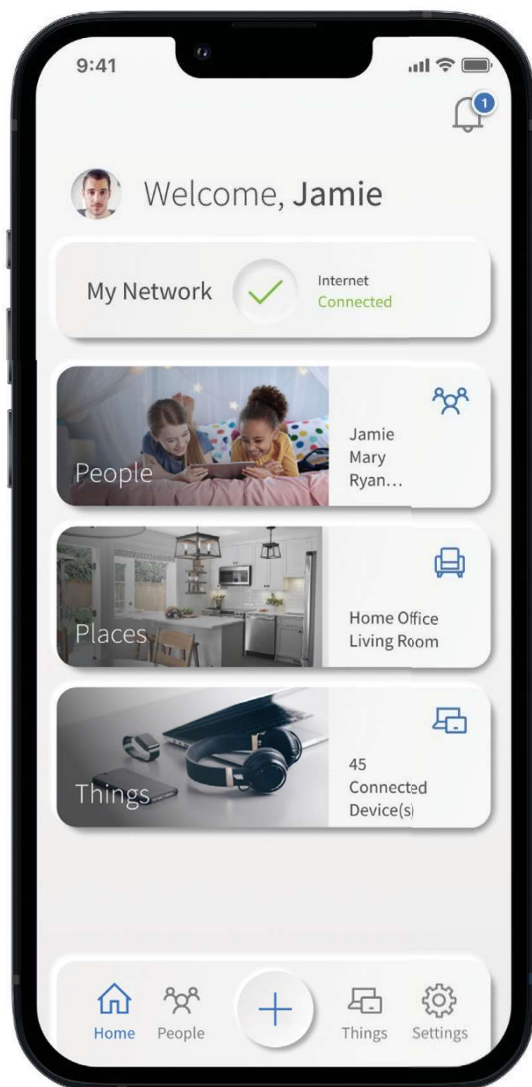 9:41
1
Welcome, Jamie
My Network
Internet
Connected
People
Jamie
Mary
Ryan...
Places
Home Office
Living Room
Things
45
Connected
Device(s)
Home
People
Things
Settings